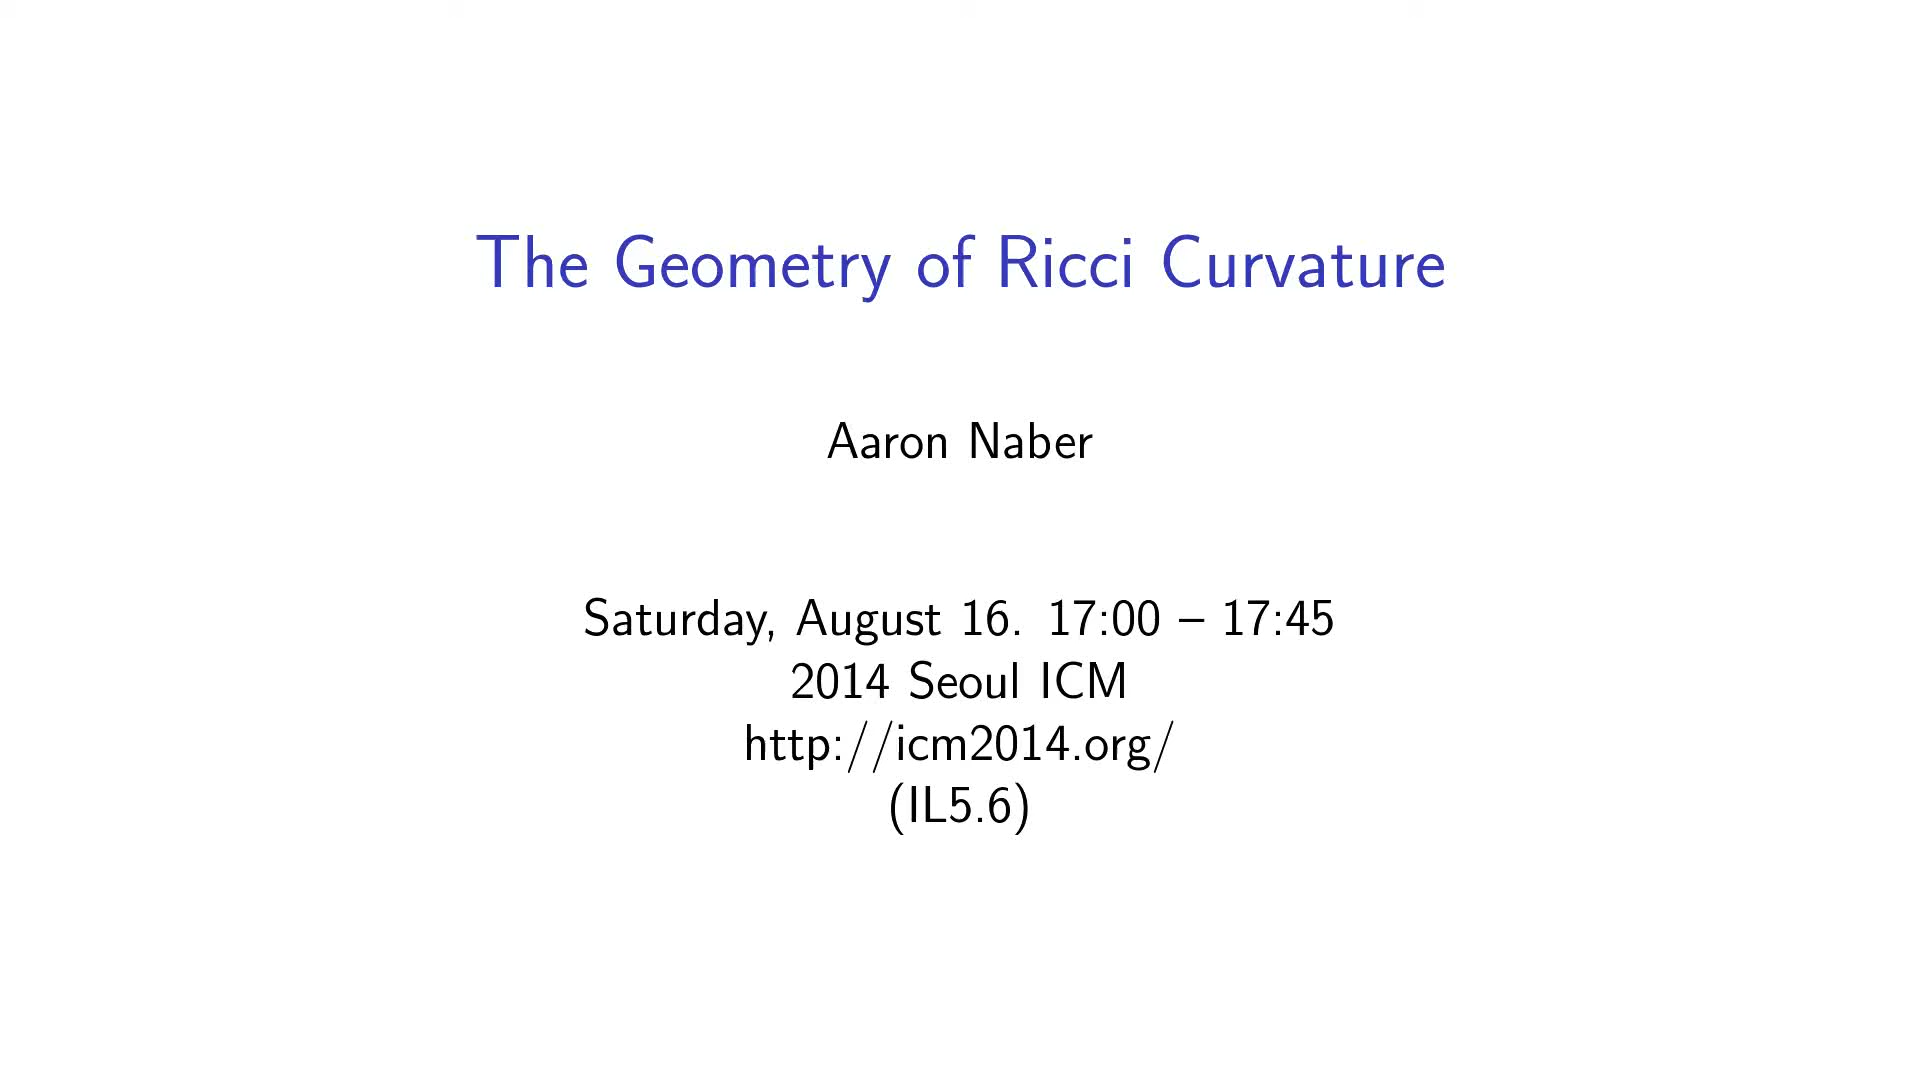 The Geometry of Ricci Curvature
Aaron Naber
Saturday, August 16. 17:00 – 17:45
2014 Seoul ICM
http://icm2014.org/
(IL5.6)